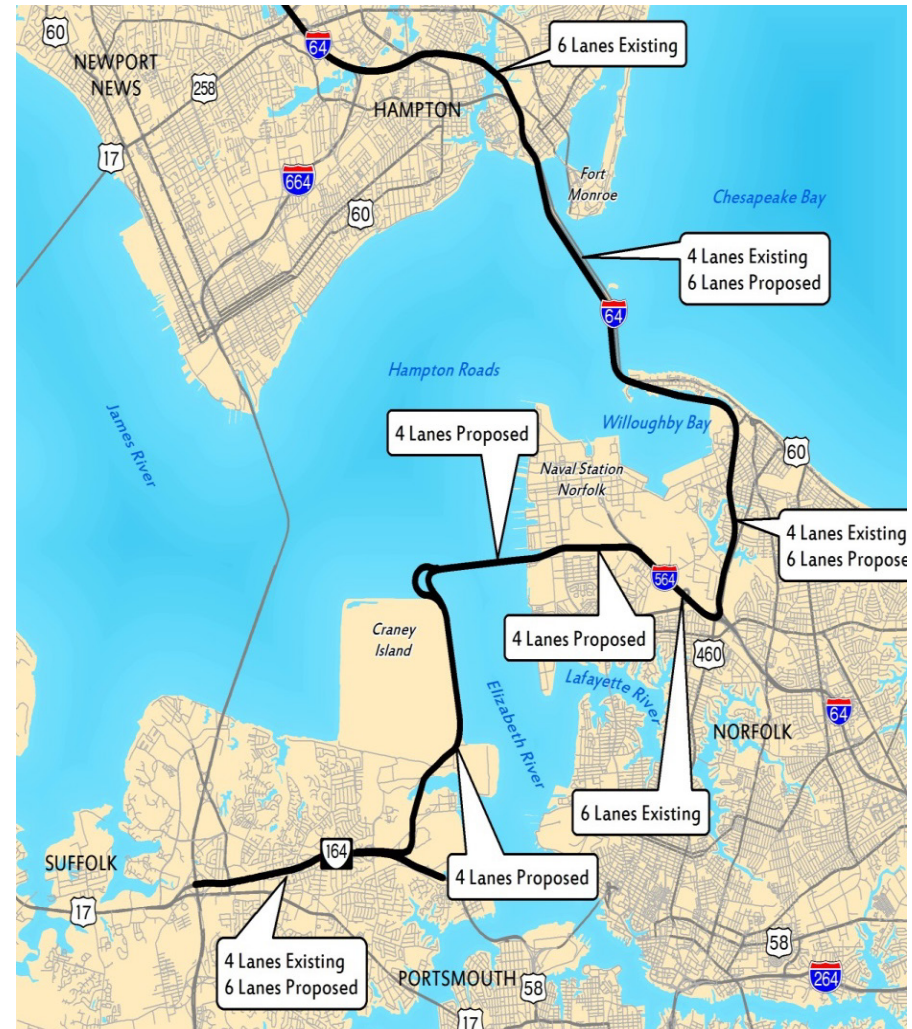 60
64
6 Lanes Existing
NEWPORT
NEWS
258
HAMPTON
17
664
Fort
Monroe
60
Chesapeake Bay
4 Lanes Existing
6 Lanes Proposed
64
Hampton Roads
James River
4 Lanes Proposed
Willoughby Bay
60
Naval Station
Norfolk
4 Lanes Existing
6 Lanes Propose
564
4 Lanes Proposed
Craney
Island
460
Lafayette River
Elizabeth River
64
NORFOLK
6 Lanes Existing
164
SUFFOLK
4 Lanes Proposed
17
4 Lanes Existing
6 Lanes Proposed
58
PORTSMOUTH
58
264
17